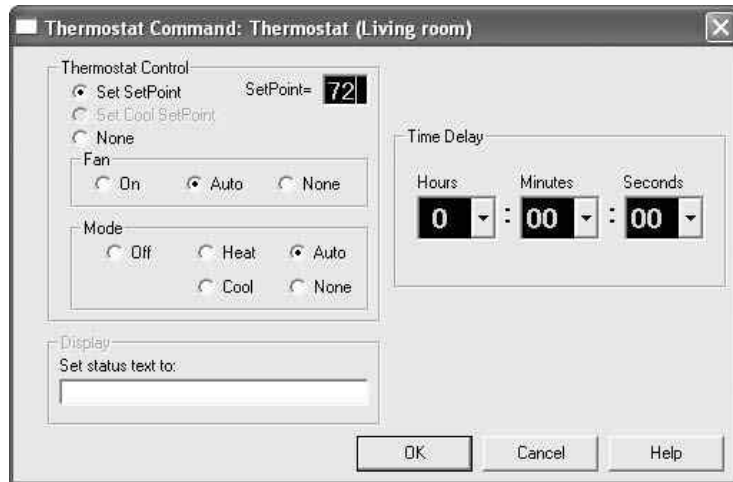 Thermostat Command: Thermostat (Living room)
Thermostat Control
Set SetPoint SetPoint= 72
Set Cool SetPoint
None
Fan
On Auto None
Mode
Off Heat Auto
Cool None
Display
Set status text to:
Time Delay
Hours Minutes Seconds
0 : 00 : 00
OK Cancel Help